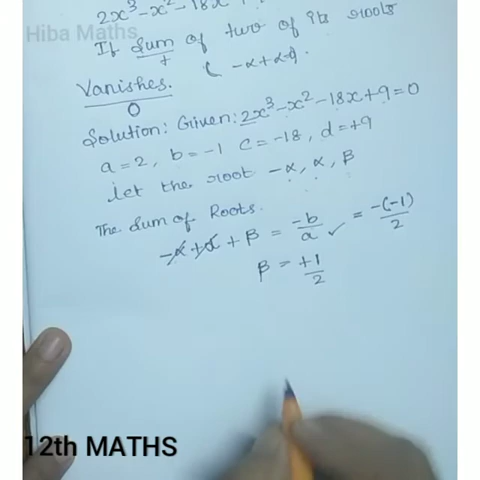 2x³-x²-18x+
Hiba Maths
If Sum of two of its roots
+ ( -α+α=0
Vanishes.
0
Solution: Given: 2x³-x²-18x+9=0
a=2, b=-1 c=-18, d=+9
Let the root -α, α, β
The Sum of Roots.
-α+α+β = -b/a ✓ = -(-1)/2
β = +1/2
12th MATHS